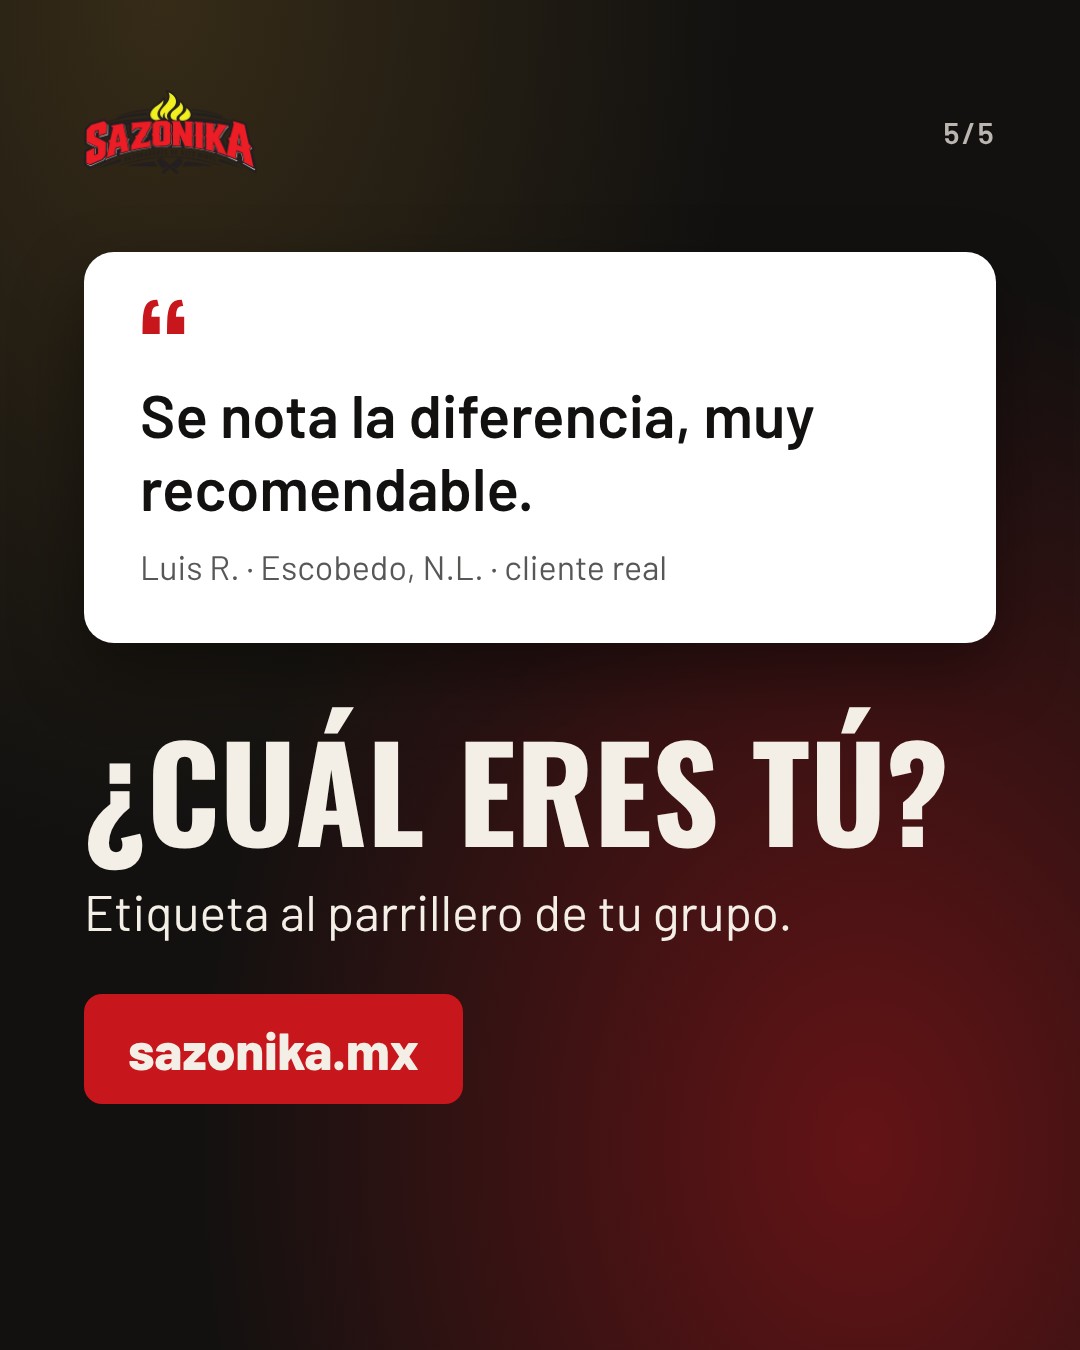 SAZONIKA
5/5
“
Se nota la diferencia, muy
recomendable.
Luis R. · Escobedo, N.L. · cliente real
¿CUÁL ERES TÚ?
Etiqueta al parrillero de tu grupo.
sazonika.mx